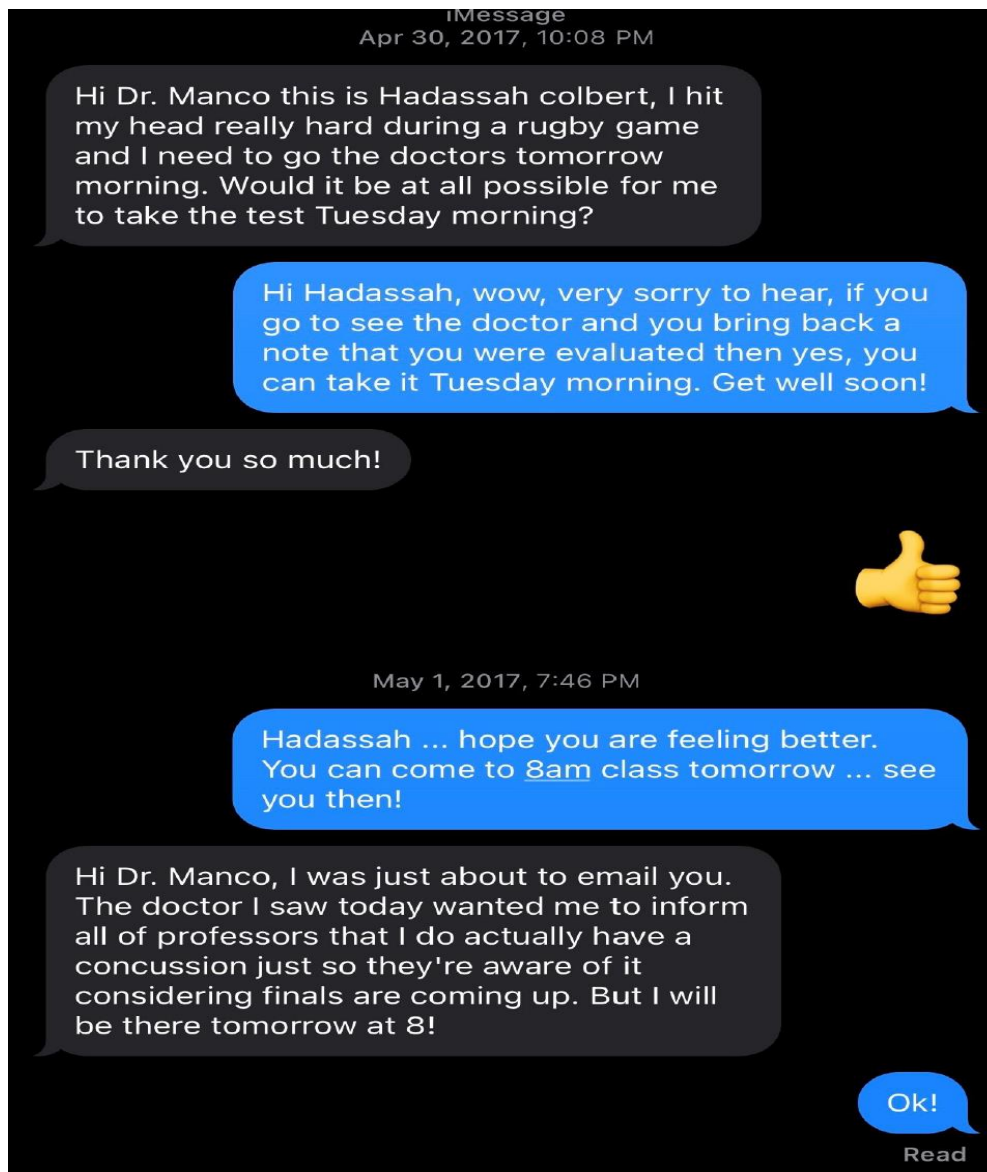 iMessage
Apr 30, 2017, 10:08 PM
Hi Dr. Manco this is Hadassah colbert, I hit
my head really hard during a rugby game
and I need to go the doctors tomorrow
morning. Would it be at all possible for me
to take the test Tuesday morning?
Hi Hadassah, wow, very sorry to hear, if you
go to see the doctor and you bring back a
note that you were evaluated then yes, you
can take it Tuesday morning. Get well soon!
Thank you so much!
May 1, 2017, 7:46 PM
Hadassah ... hope you are feeling better.
You can come to 8am class tomorrow ... see
you then!
Hi Dr. Manco, I was just about to email you.
The doctor I saw today wanted me to inform
all of professors that I do actually have a
concussion just so they're aware of it
considering finals are coming up. But I will
be there tomorrow at 8!
Ok!
Read